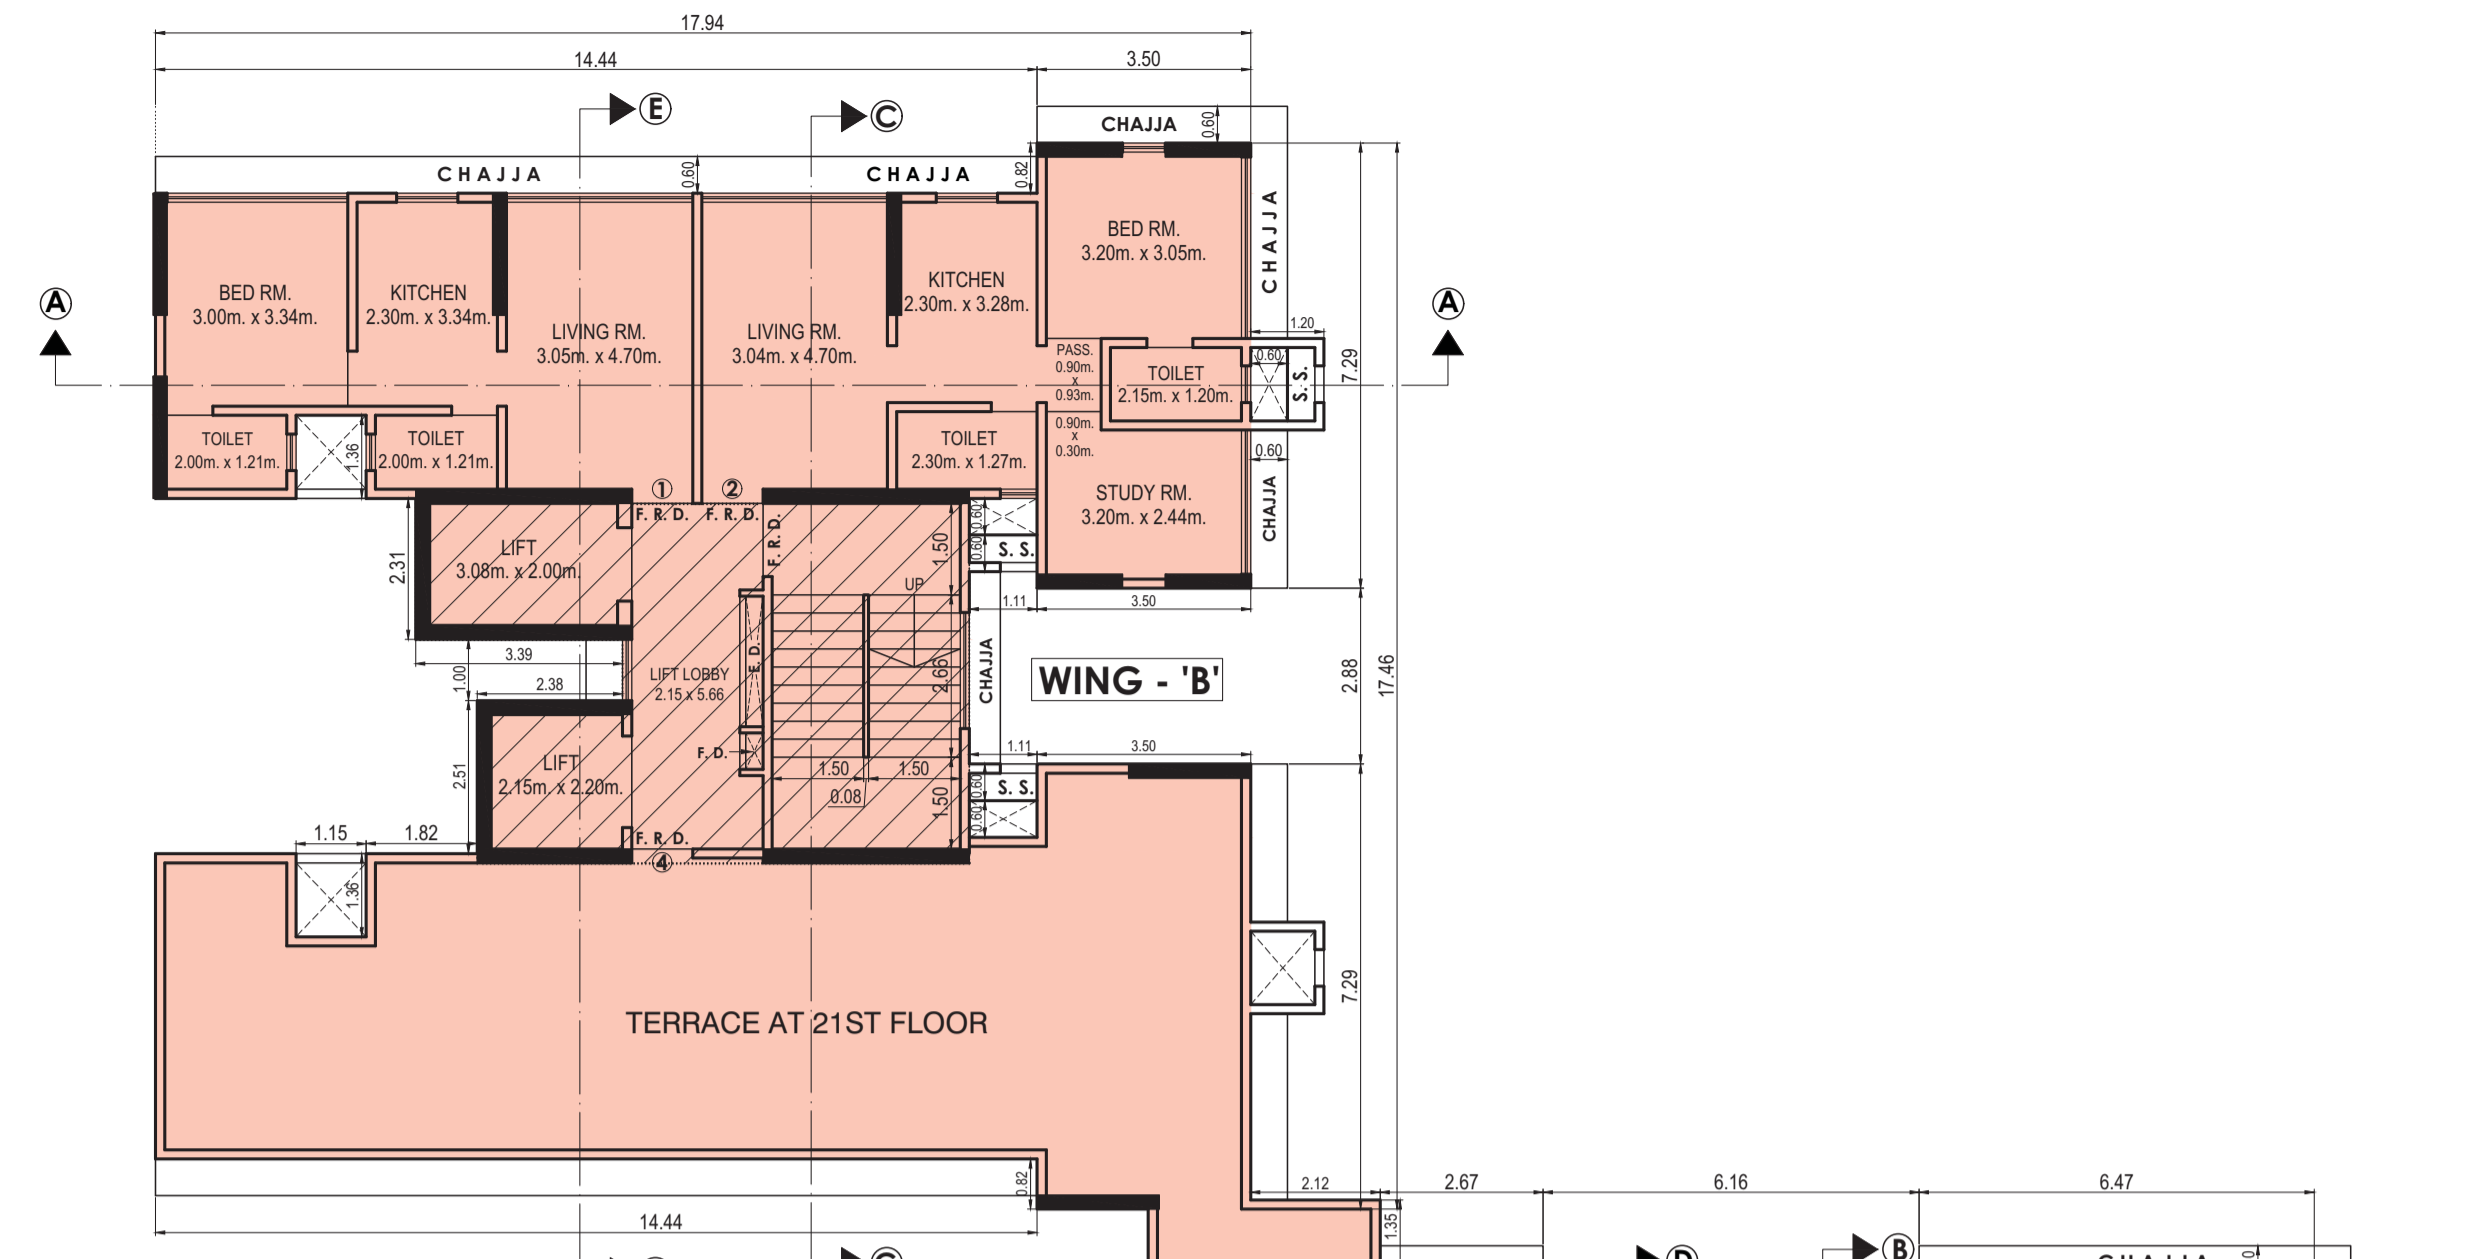 17.94
14.44
3.50
E
C
CHAJJA
0.60
CHAJJA
0.60
CHAJJA
0.82
CHAJJA
BED RM.
3.20m. x 3.05m.
BED RM.
3.00m. x 3.34m.
KITCHEN
2.30m. x 3.34m.
LIVING RM.
3.05m. x 4.70m.
LIVING RM.
3.04m. x 4.70m.
KITCHEN
2.30m. x 3.28m.
A
A
1.20
PASS.
0.90m.
x
0.93m.
TOILET
2.15m. x 1.20m.
0.60
S. S.
7.29
TOILET
2.00m. x 1.21m.
1.36
TOILET
2.00m. x 1.21m.
TOILET
2.30m. x 1.27m.
0.90m.
x
0.30m.
0.60
CHAJJA
STUDY RM.
3.20m. x 2.44m.
1
2
F. R. D.
F. R. D.
F. R. D.
LIFT
3.08m. x 2.00m.
2.31
1.50
0.60
0.60
S. S.
UP
1.11
3.50
3.39
1.00
2.38
LIFT LOBBY
2.15 x 5.66
E. D.
2.66
CHAJJA
WING - 'B'
2.88
17.46
F. D.
1.11
3.50
LIFT
2.15m. x 2.20m.
2.51
1.50
1.50
0.08
1.50
0.60
0.60
S. S.
1.15
1.82
F. R. D.
4
1.36
7.29
TERRACE AT 21ST FLOOR
0.82
2.12
2.67
6.16
6.47
14.44
1.35
C
D
B
CHAJJA